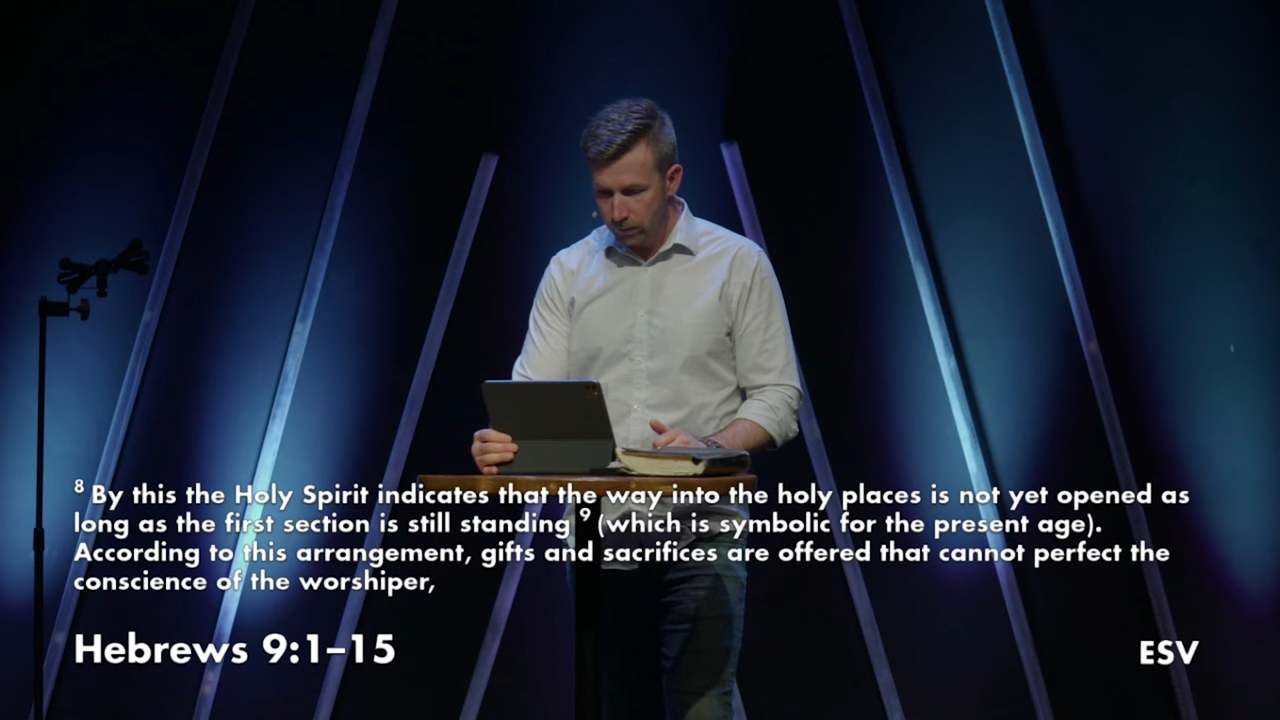 8 By this the Holy Spirit indicates that the way into the holy places is not yet opened as
long as the first section is still standing 9 (which is symbolic for the present age).
According to this arrangement, gifts and sacrifices are offered that cannot perfect the
conscience of the worshiper,
Hebrews 9:1–15
ESV